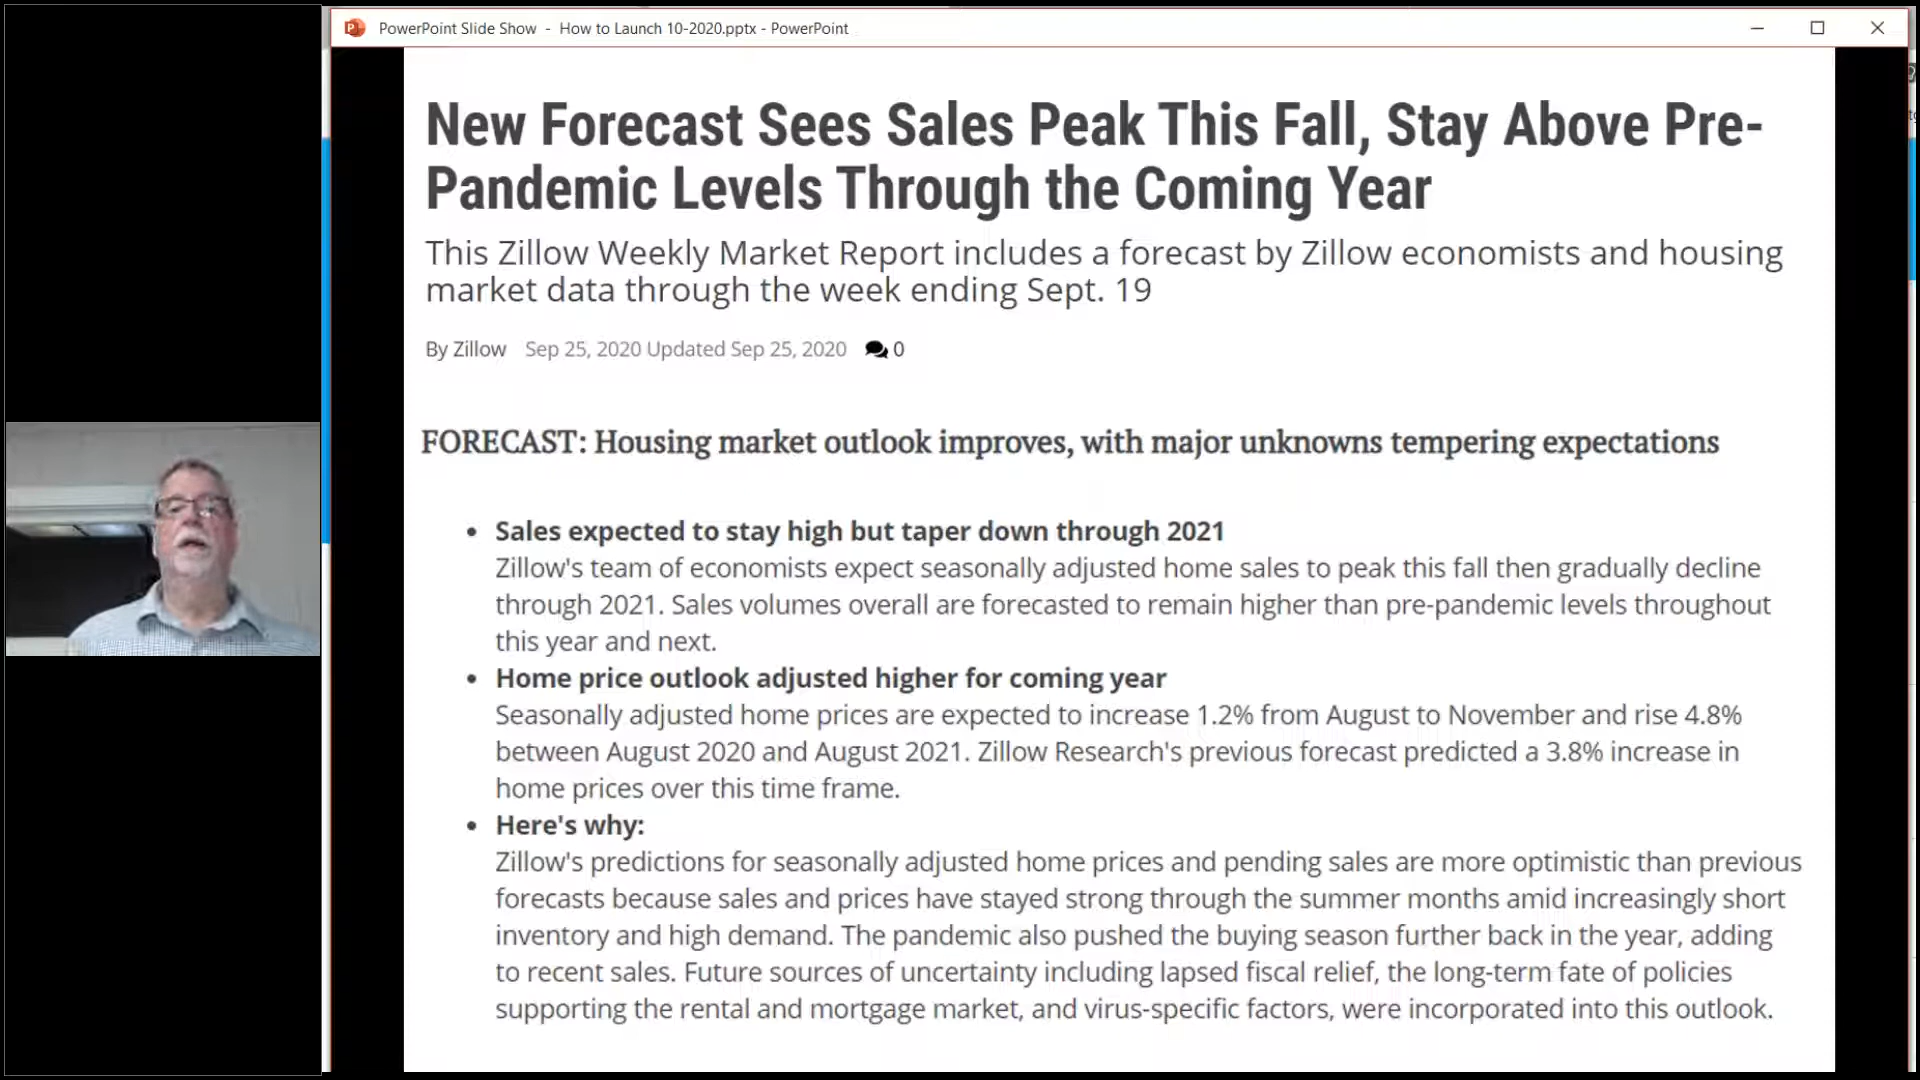 PowerPoint Slide Show - How to Launch 10-2020.pptx - PowerPoint
New Forecast Sees Sales Peak This Fall, Stay Above Pre-
Pandemic Levels Through the Coming Year
This Zillow Weekly Market Report includes a forecast by Zillow economists and housing
market data through the week ending Sept. 19
By Zillow Sep 25, 2020 Updated Sep 25, 2020 0
FORECAST: Housing market outlook improves, with major unknowns tempering expectations
• Sales expected to stay high but taper down through 2021
Zillow's team of economists expect seasonally adjusted home sales to peak this fall then gradually decline
through 2021. Sales volumes overall are forecasted to remain higher than pre-pandemic levels throughout
this year and next.
• Home price outlook adjusted higher for coming year
Seasonally adjusted home prices are expected to increase 1.2% from August to November and rise 4.8%
between August 2020 and August 2021. Zillow Research's previous forecast predicted a 3.8% increase in
home prices over this time frame.
• Here's why:
Zillow's predictions for seasonally adjusted home prices and pending sales are more optimistic than previous
forecasts because sales and prices have stayed strong through the summer months amid increasingly short
inventory and high demand. The pandemic also pushed the buying season further back in the year, adding
to recent sales. Future sources of uncertainty including lapsed fiscal relief, the long-term fate of policies
supporting the rental and mortgage market, and virus-specific factors, were incorporated into this outlook.